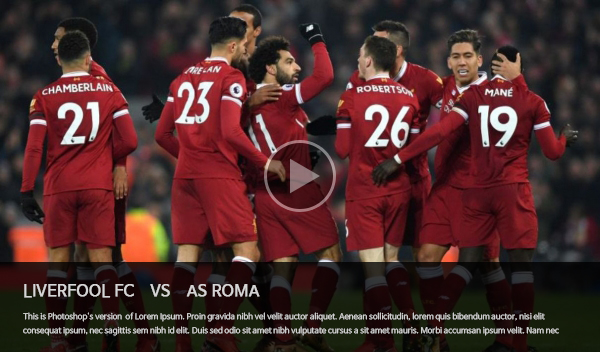 CHAMBERLAIN
21
23
ROBERTSON
26
MANÉ
19
LIVERFOOL FC VS AS ROMA
This is Photoshop's version of Lorem Ipsum. Proin gravida nibh vel velit auctor aliquet. Aenean sollicitudin, lorem quis bibendum auctor, nisi elit
consequat ipsum, nec sagittis sem nibh id elit. Duis sed odio sit amet nibh vulputate cursus a sit amet mauris. Morbi accumsan ipsum velit. Nam nec